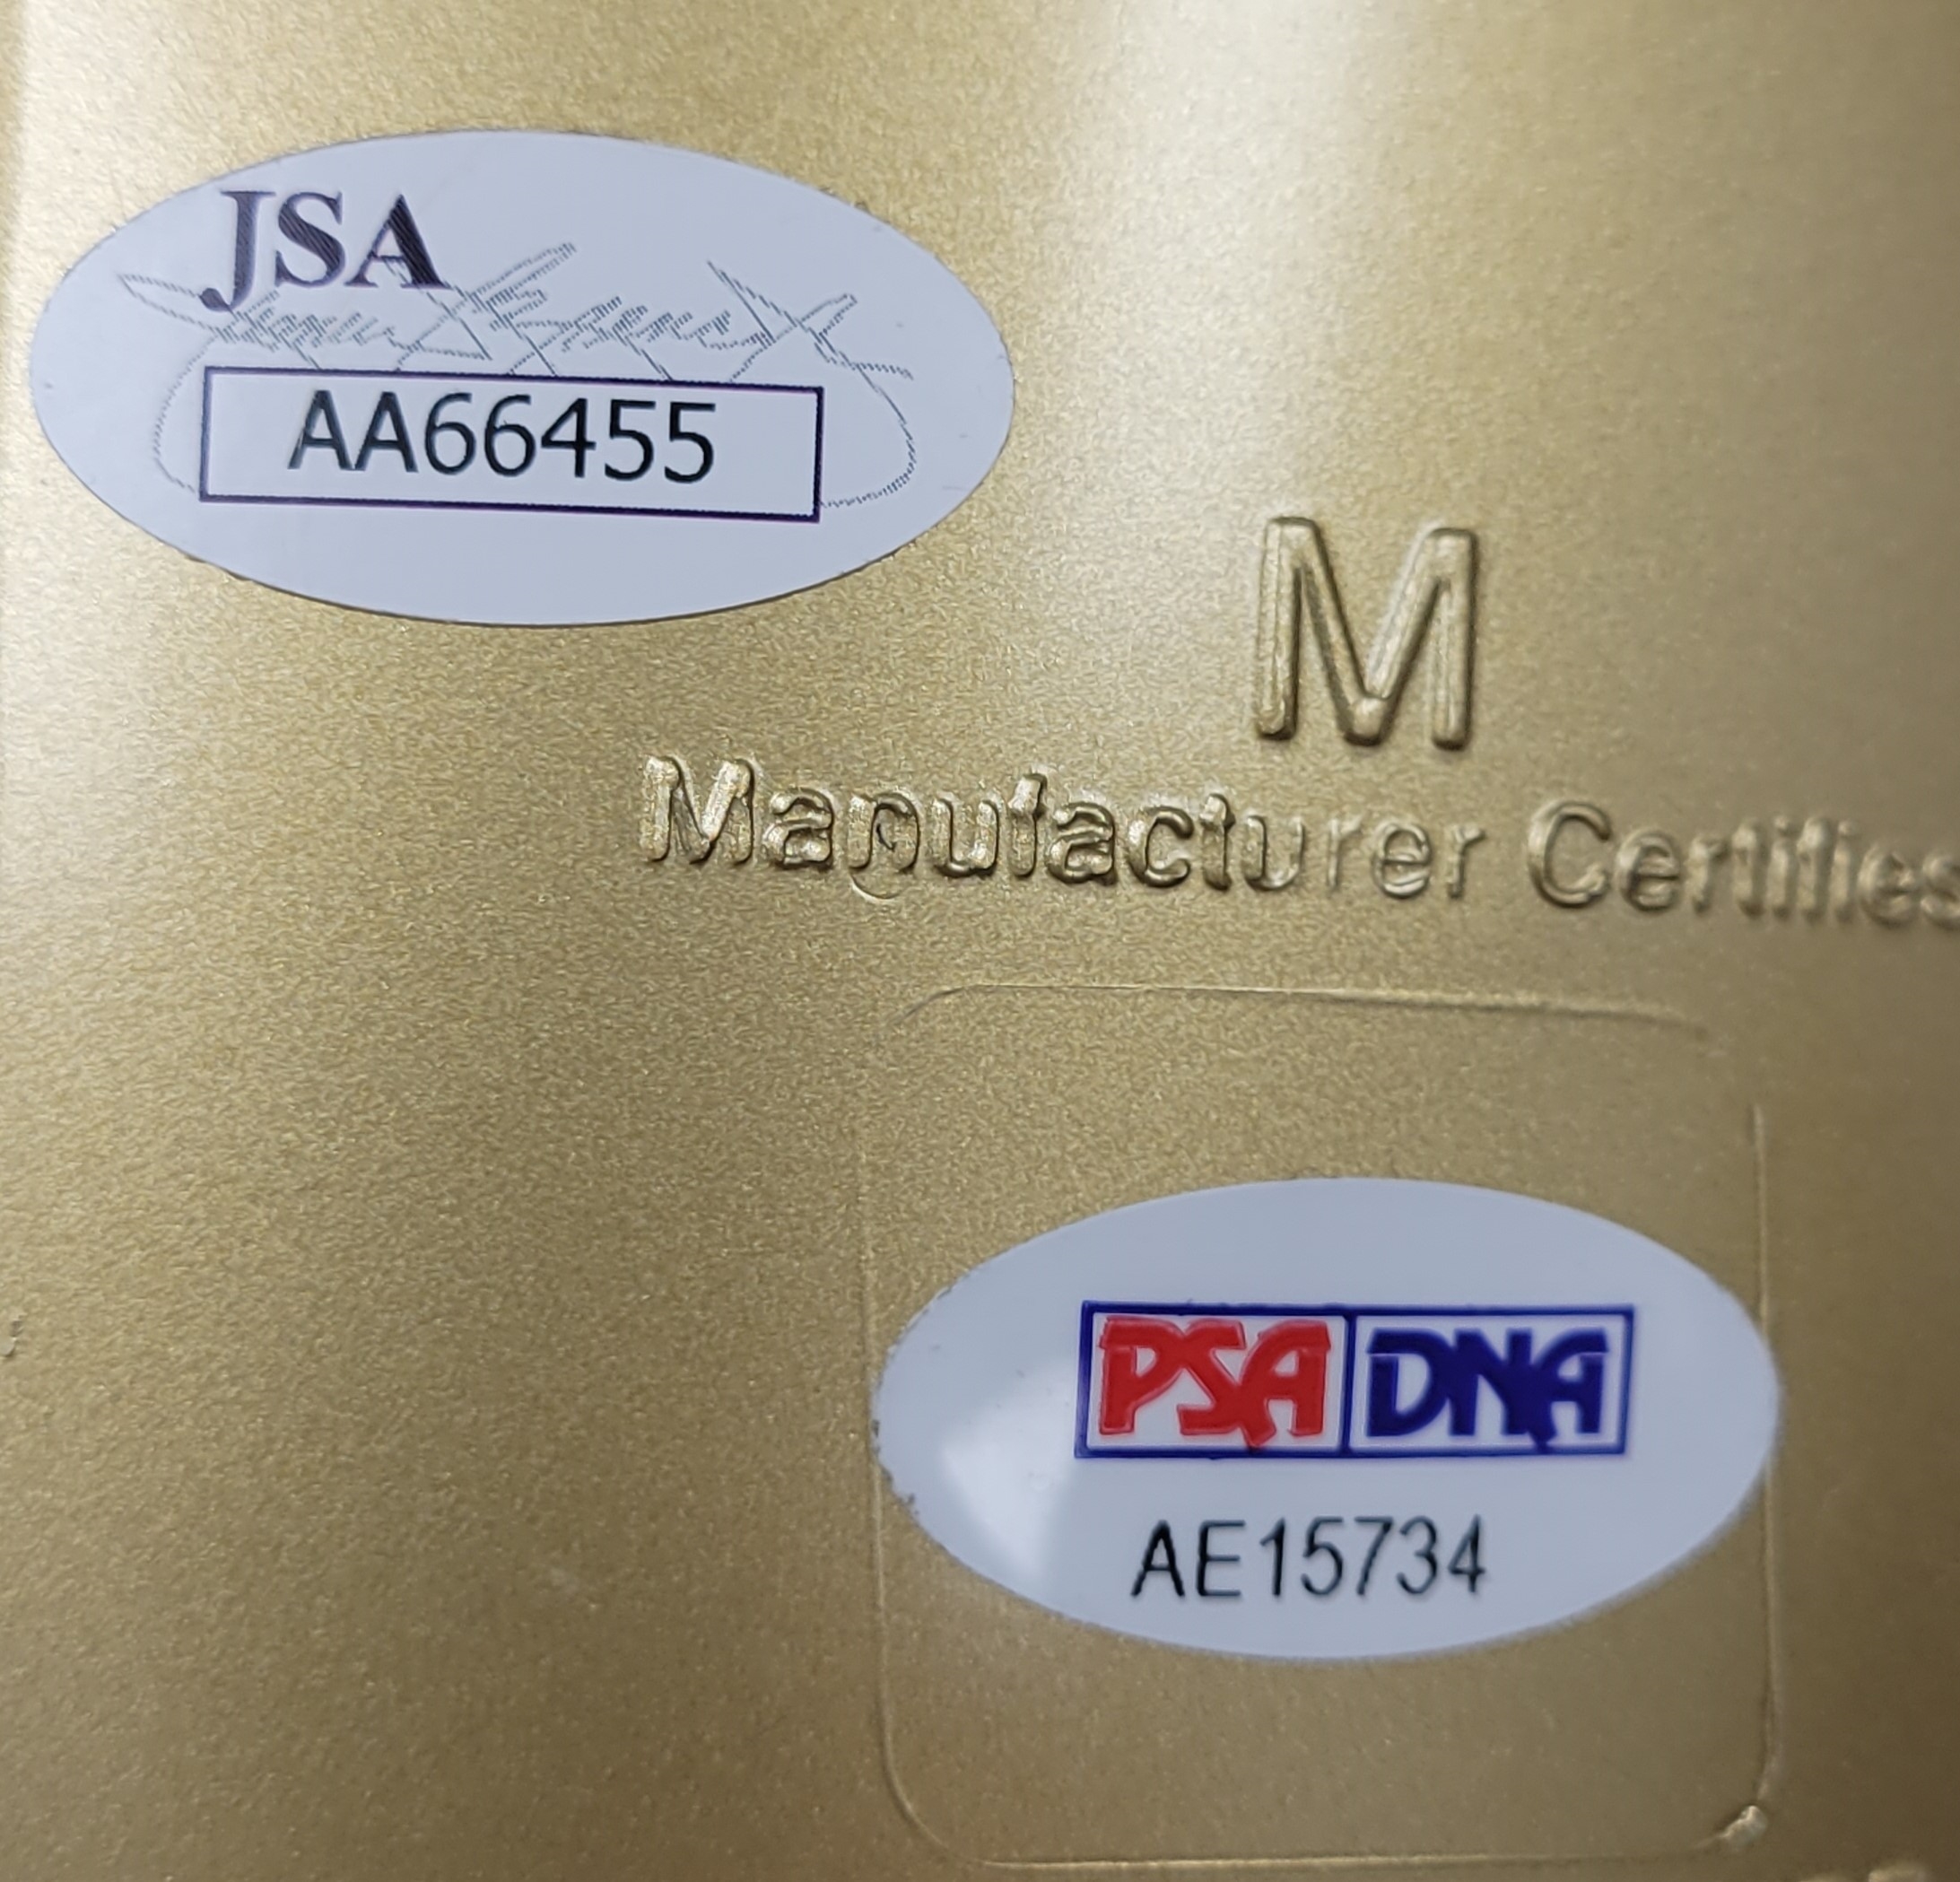 JSA
AA66455
M
Manufacturer Certifies
PSA DNA
AE15734